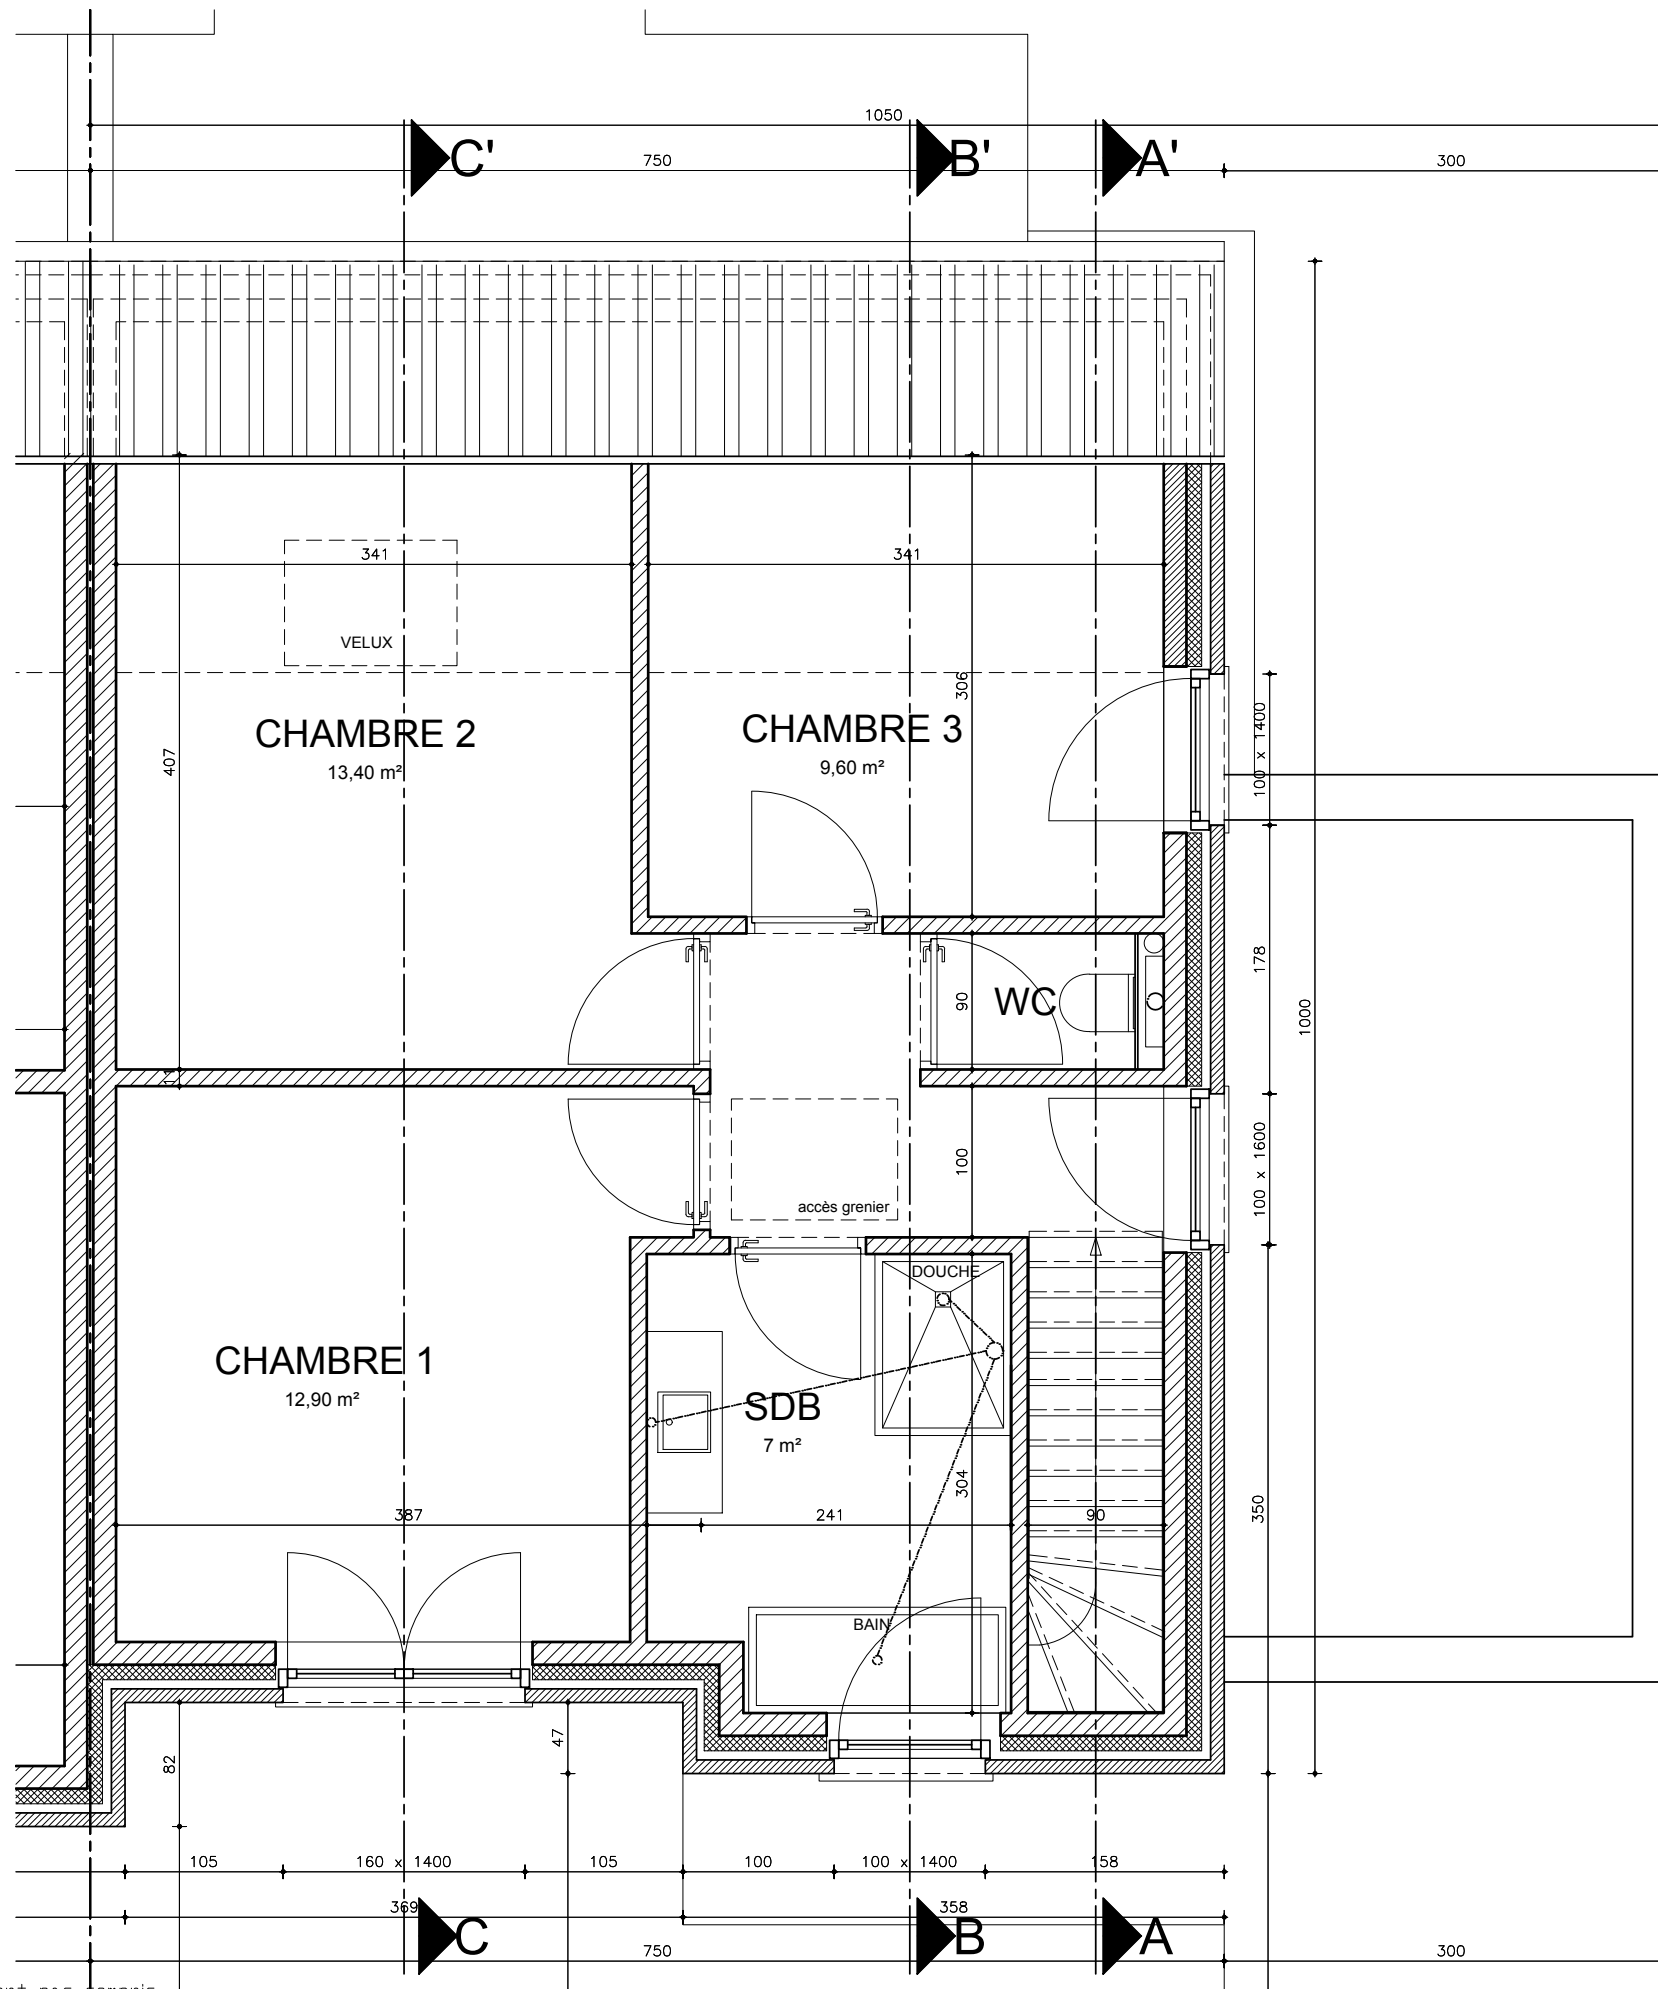 1050
C'
750
B'
A'
300
341
341
VELUX
306
100 x 1400
CHAMBRE 2
13,40 m²
CHAMBRE 3
9,60 m²
407
178
WC
90
1000
11
100
100 x 1600
accès grenier
DOUCHE
CHAMBRE 1
12,90 m²
SDB
7 m²
304
350
387
241
90
BAIN
47
82
105
160 x 1400
105
100
100 x 1400
158
369
358
C
B
A
750
300